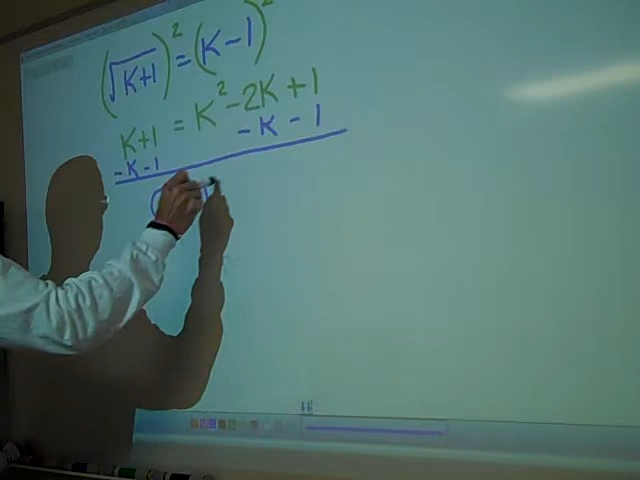 (√K+1)² = (K-1)²
K+1 = K² - 2K + 1
-K-1 -K - 1